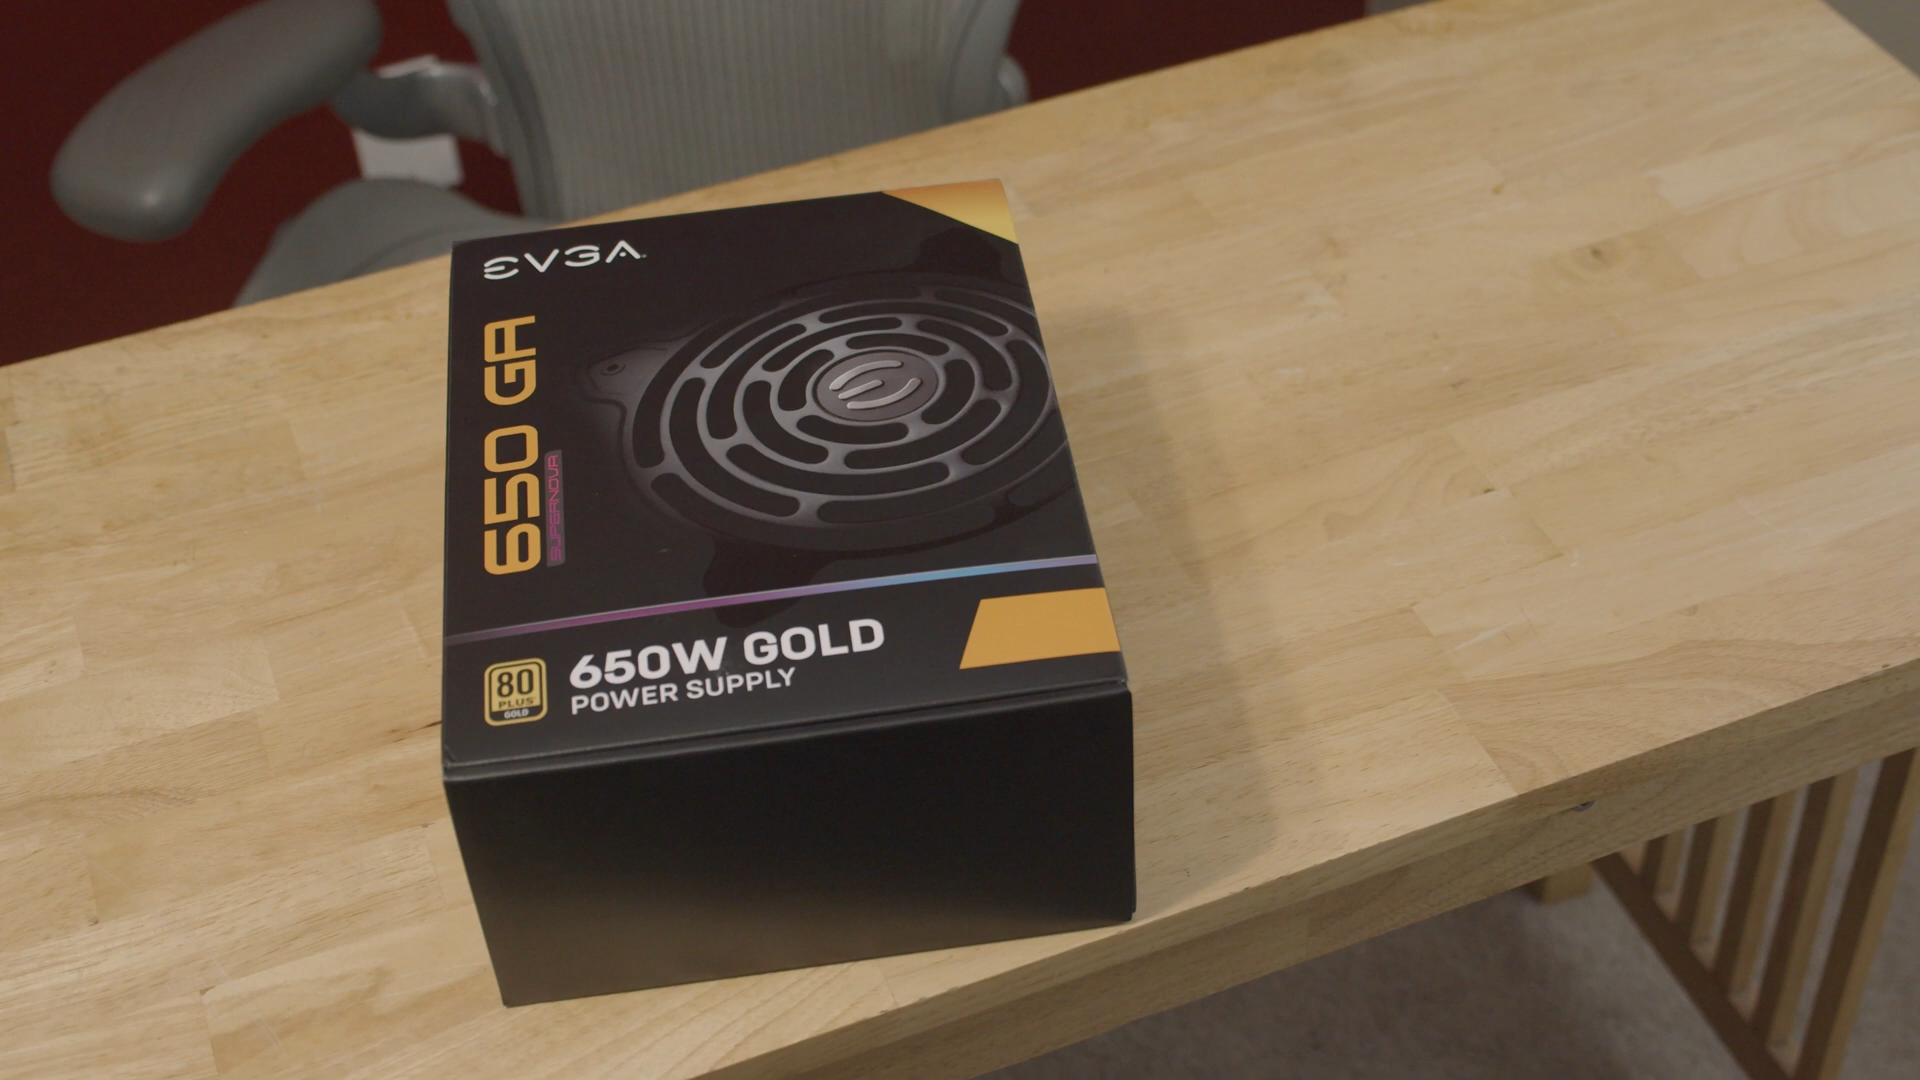 EVGA
650 GA
SUPERNOVA
650W GOLD
POWER SUPPLY
80
PLUS
GOLD